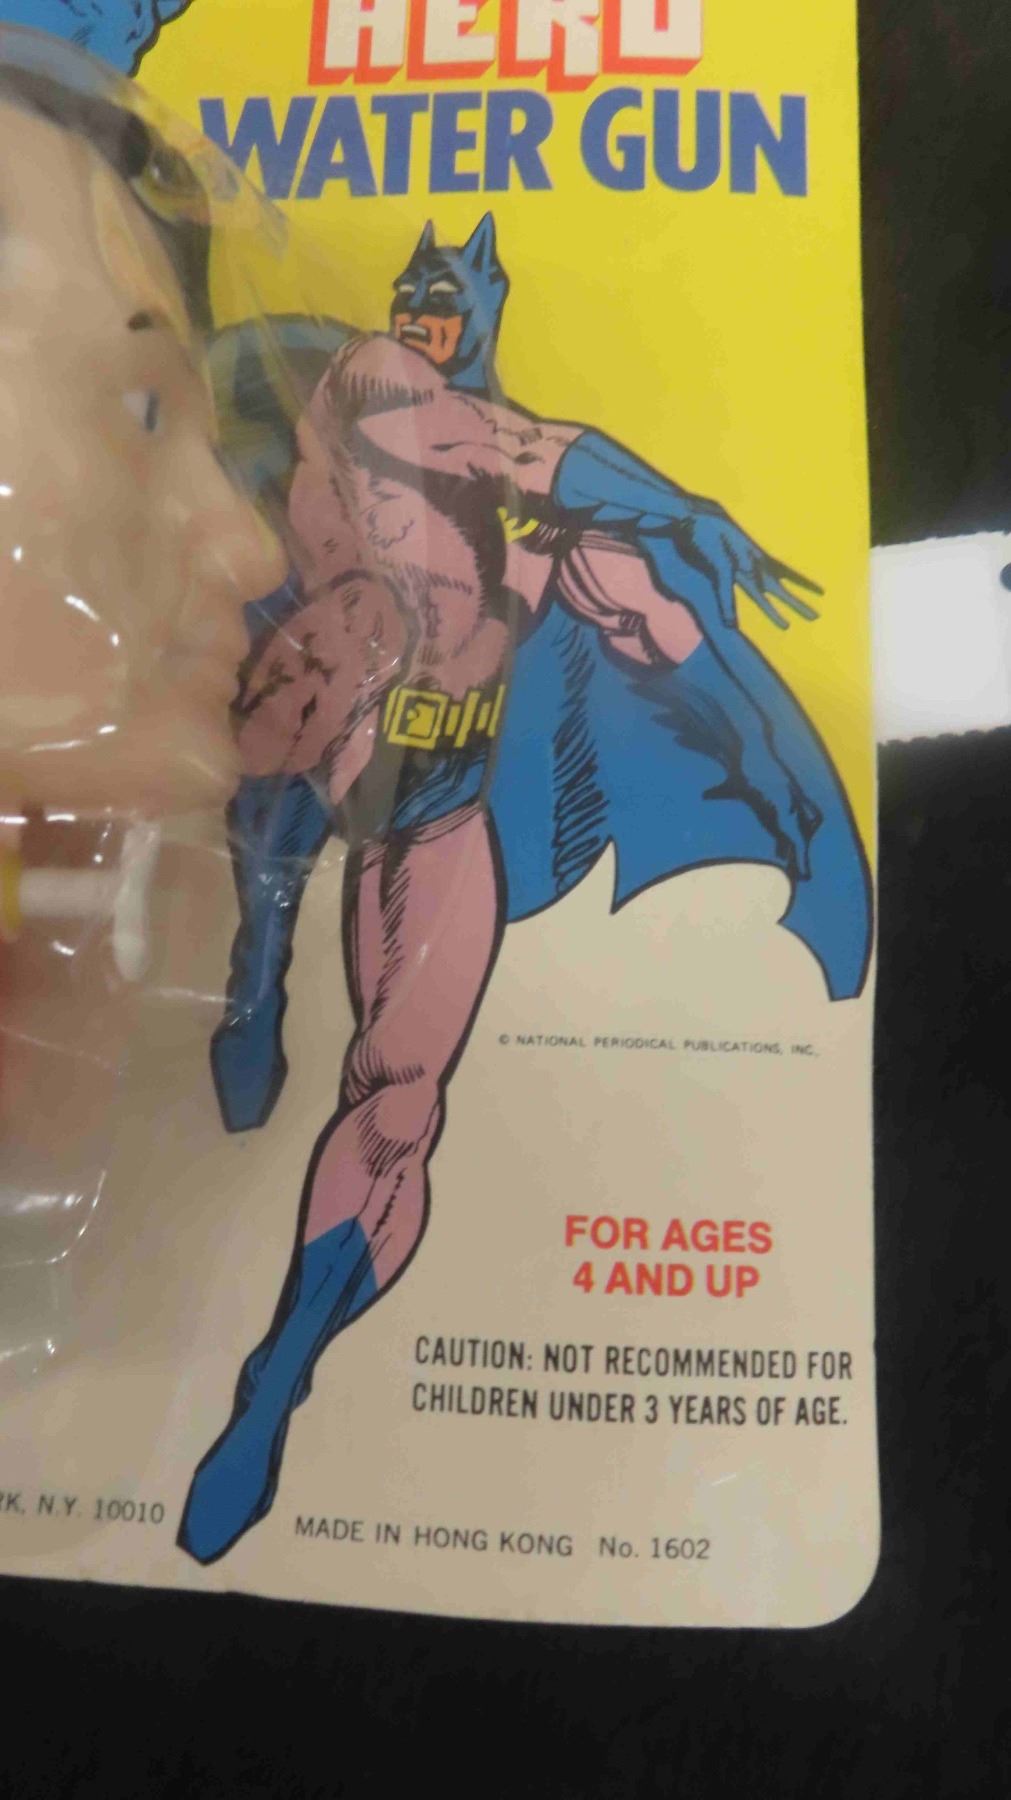 HERO
WATER GUN
© NATIONAL PERIODICAL PUBLICATIONS, INC.
FOR AGES
4 AND UP
CAUTION: NOT RECOMMENDED FOR
CHILDREN UNDER 3 YEARS OF AGE.
RK, N.Y. 10010
MADE IN HONG KONG No. 1602